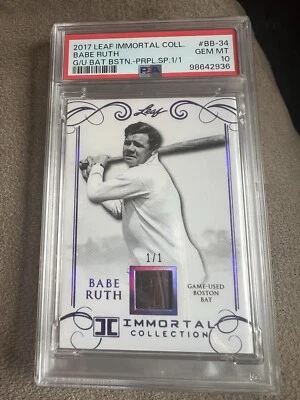 2017 LEAF IMMORTAL COLL. #BB-34
BABE RUTH GEM MT
G/U BAT BSTN.-PRPL.SP.1/1 10
PSA 98642936
Leaf
1/1
BABE RUTH
GAME-USED
BOSTON
BAT
IMMORTAL
COLLECTION